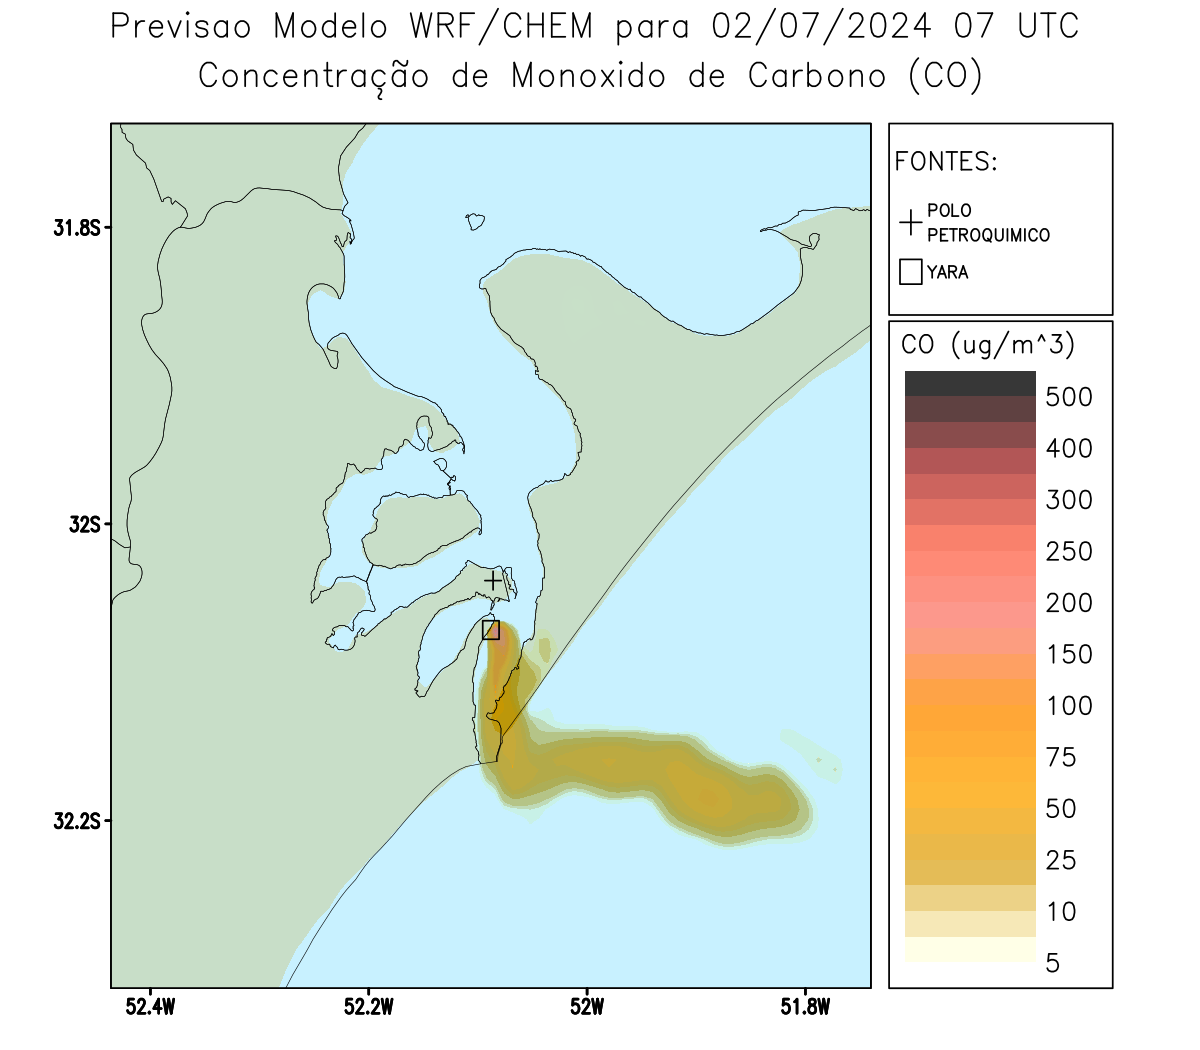 Previsao Modelo WRF/CHEM para 02/07/2024 07 UTC
Concentração de Monoxido de Carbono (CO)
FONTES:
POLO
PETROQUIMICO
YARA
CO (ug/m^3)
500
400
300
250
200
150
100
75
50
25
10
5
31.8S
32S
32.2S
52.4W
52.2W
52W
51.8W